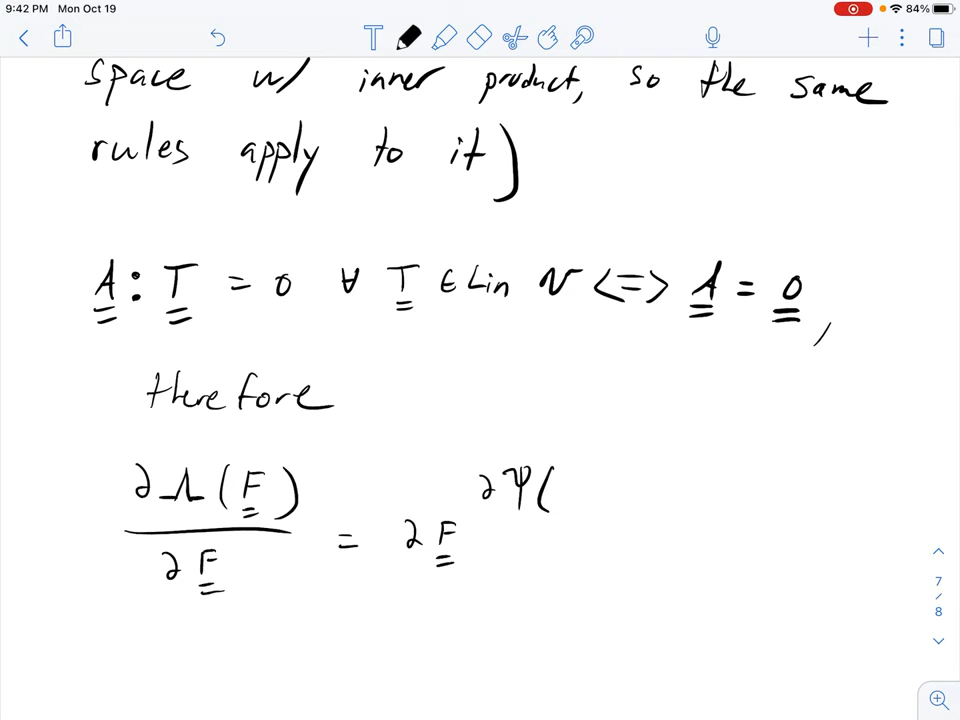 9:42 PM Mon Oct 19
84%
T
space w/ inner product, so the same
rules apply to it)
A : T = 0 ∀ T ∈ Lin V <=> A = 0,
therefore
∂Λ(F) / ∂F = 2 F ∂Ψ(
7
/
8